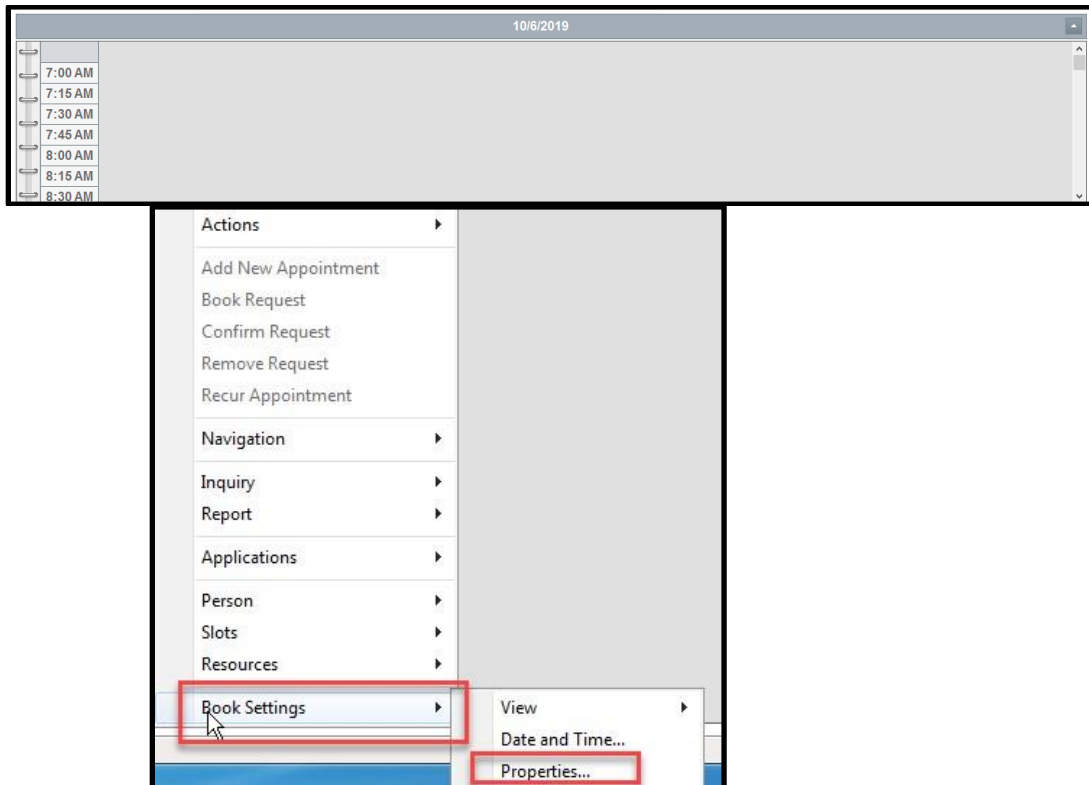 10/6/2019
7:00 AM
7:15 AM
7:30 AM
7:45 AM
8:00 AM
8:15 AM
8:30 AM
Actions
Add New Appointment
Book Request
Confirm Request
Remove Request
Recur Appointment
Navigation
Inquiry
Report
Applications
Person
Slots
Resources
Book Settings
View
Date and Time...
Properties...